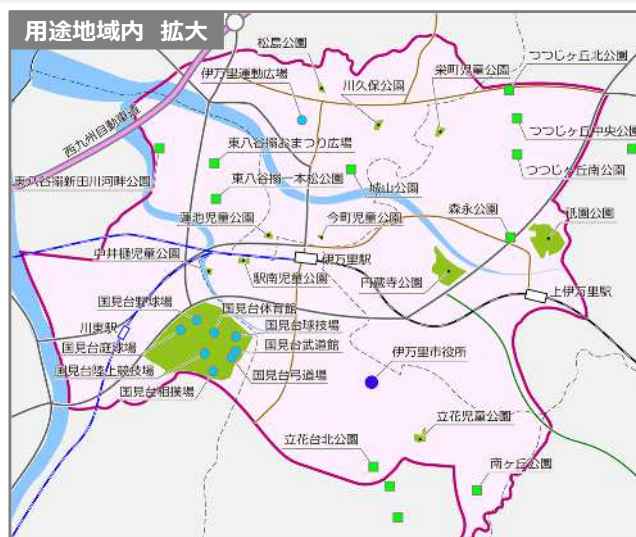 用途地域内 拡大
松島公園
つつじヶ丘北公園
伊万里運動広場
栄町児童公園
川久保公園
西九州自動車道
つつじヶ丘中央公園
東八谷搦おまつり広場
つつじヶ丘南公園
東八谷搦新田川河畔公園
東八谷搦一本松公園
城山公園
蓮池児童公園
今町児童公園
森永公園
祇園公園
中井樋児童公園
伊万里駅
駅南児童公園
円蔵寺公園
上伊万里駅
国見台野球場
国見台体育館
川東駅
国見台球技場
国見台庭球場
国見台武道館
伊万里市役所
国見台陸上競技場
国見台弓道場
国見台相撲場
立花児童公園
立花台北公園
南ヶ丘公園